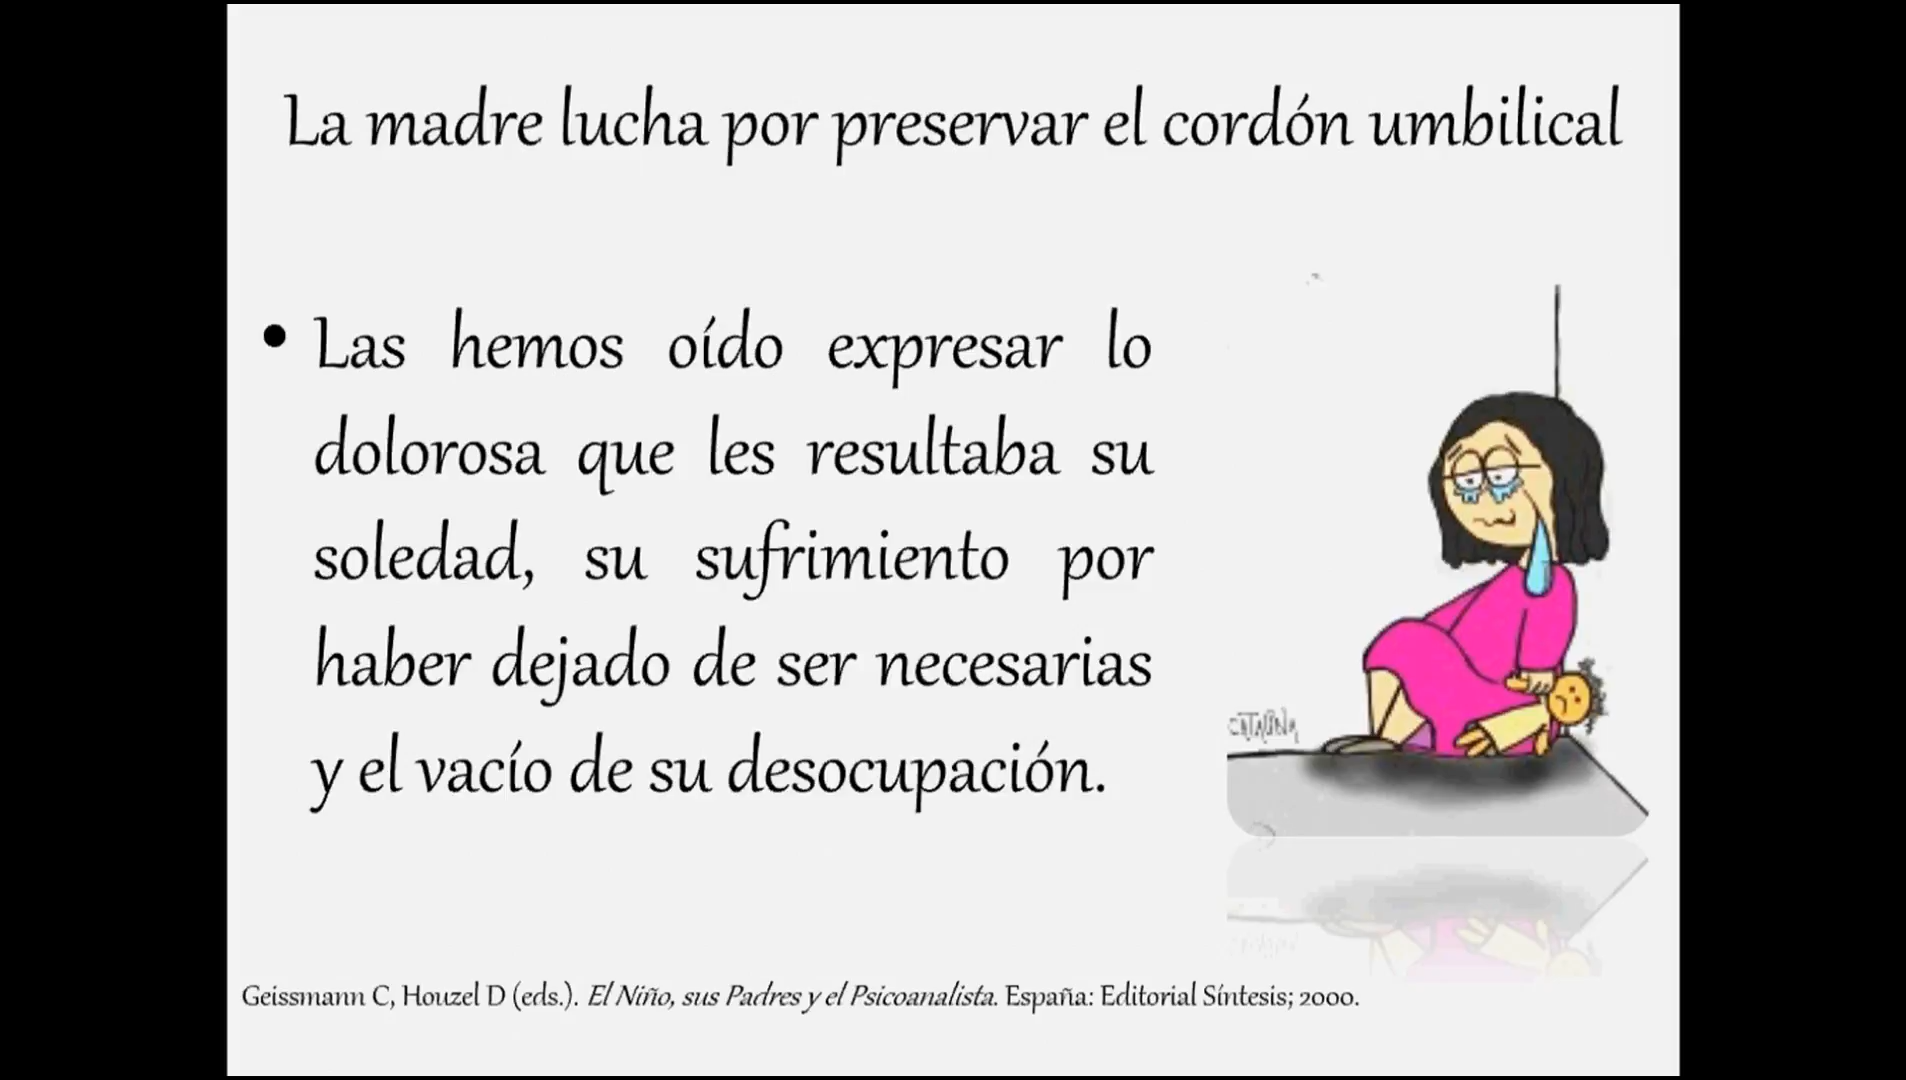 La madre lucha por preservar el cordón umbilical
• Las hemos oído expresar lo
dolorosa que les resultaba su
soledad, su sufrimiento por
haber dejado de ser necesarias
y el vacío de su desocupación.
CATALINA
Geissmann C, Houzel D (eds.). El Niño, sus Padres y el Psicoanalista. España: Editorial Síntesis; 2000.